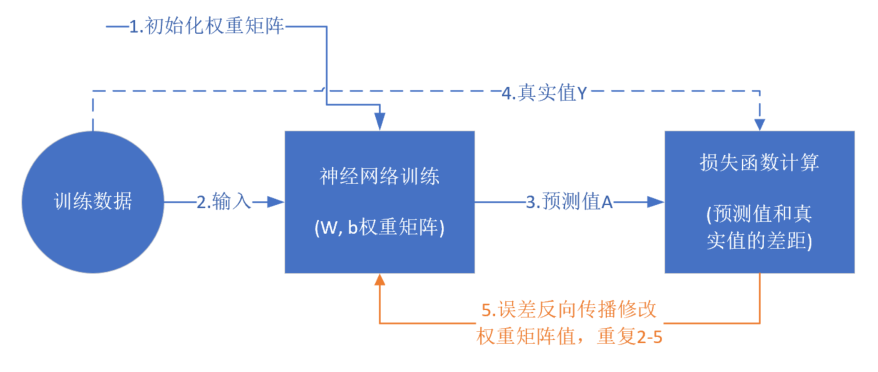 1.初始化权重矩阵
4.真实值Y
训练数据
2.输入
神经网络训练
(W, b权重矩阵)
3.预测值A
损失函数计算
(预测值和真
实值的差距)
5.误差反向传播修改
权重矩阵值，重复2-5